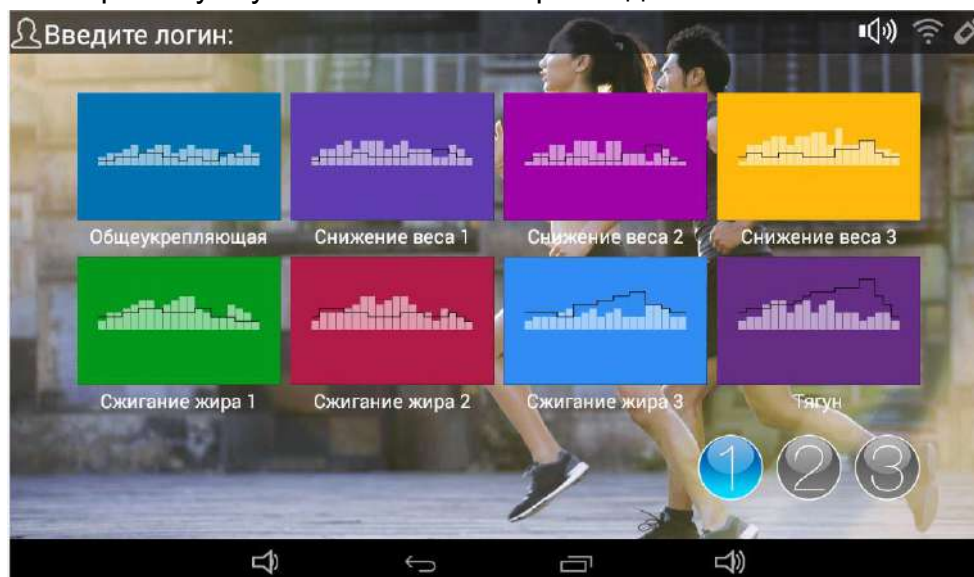 Введите логин:
Общеукрепляющая
Снижение веса 1
Снижение веса 2
Снижение веса 3
Сжигание жира 1
Сжигание жира 2
Сжигание жира 3
Тягун
1 2 3